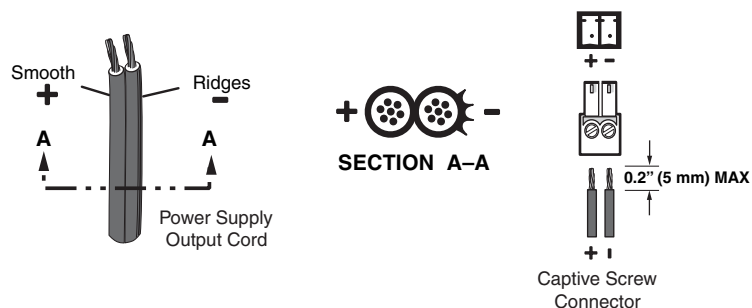 Smooth
Ridges
+
-
A
A
Power Supply
Output Cord
+
-
SECTION A–A
+ -
0.2” (5 mm) MAX
+ -
Captive Screw
Connector